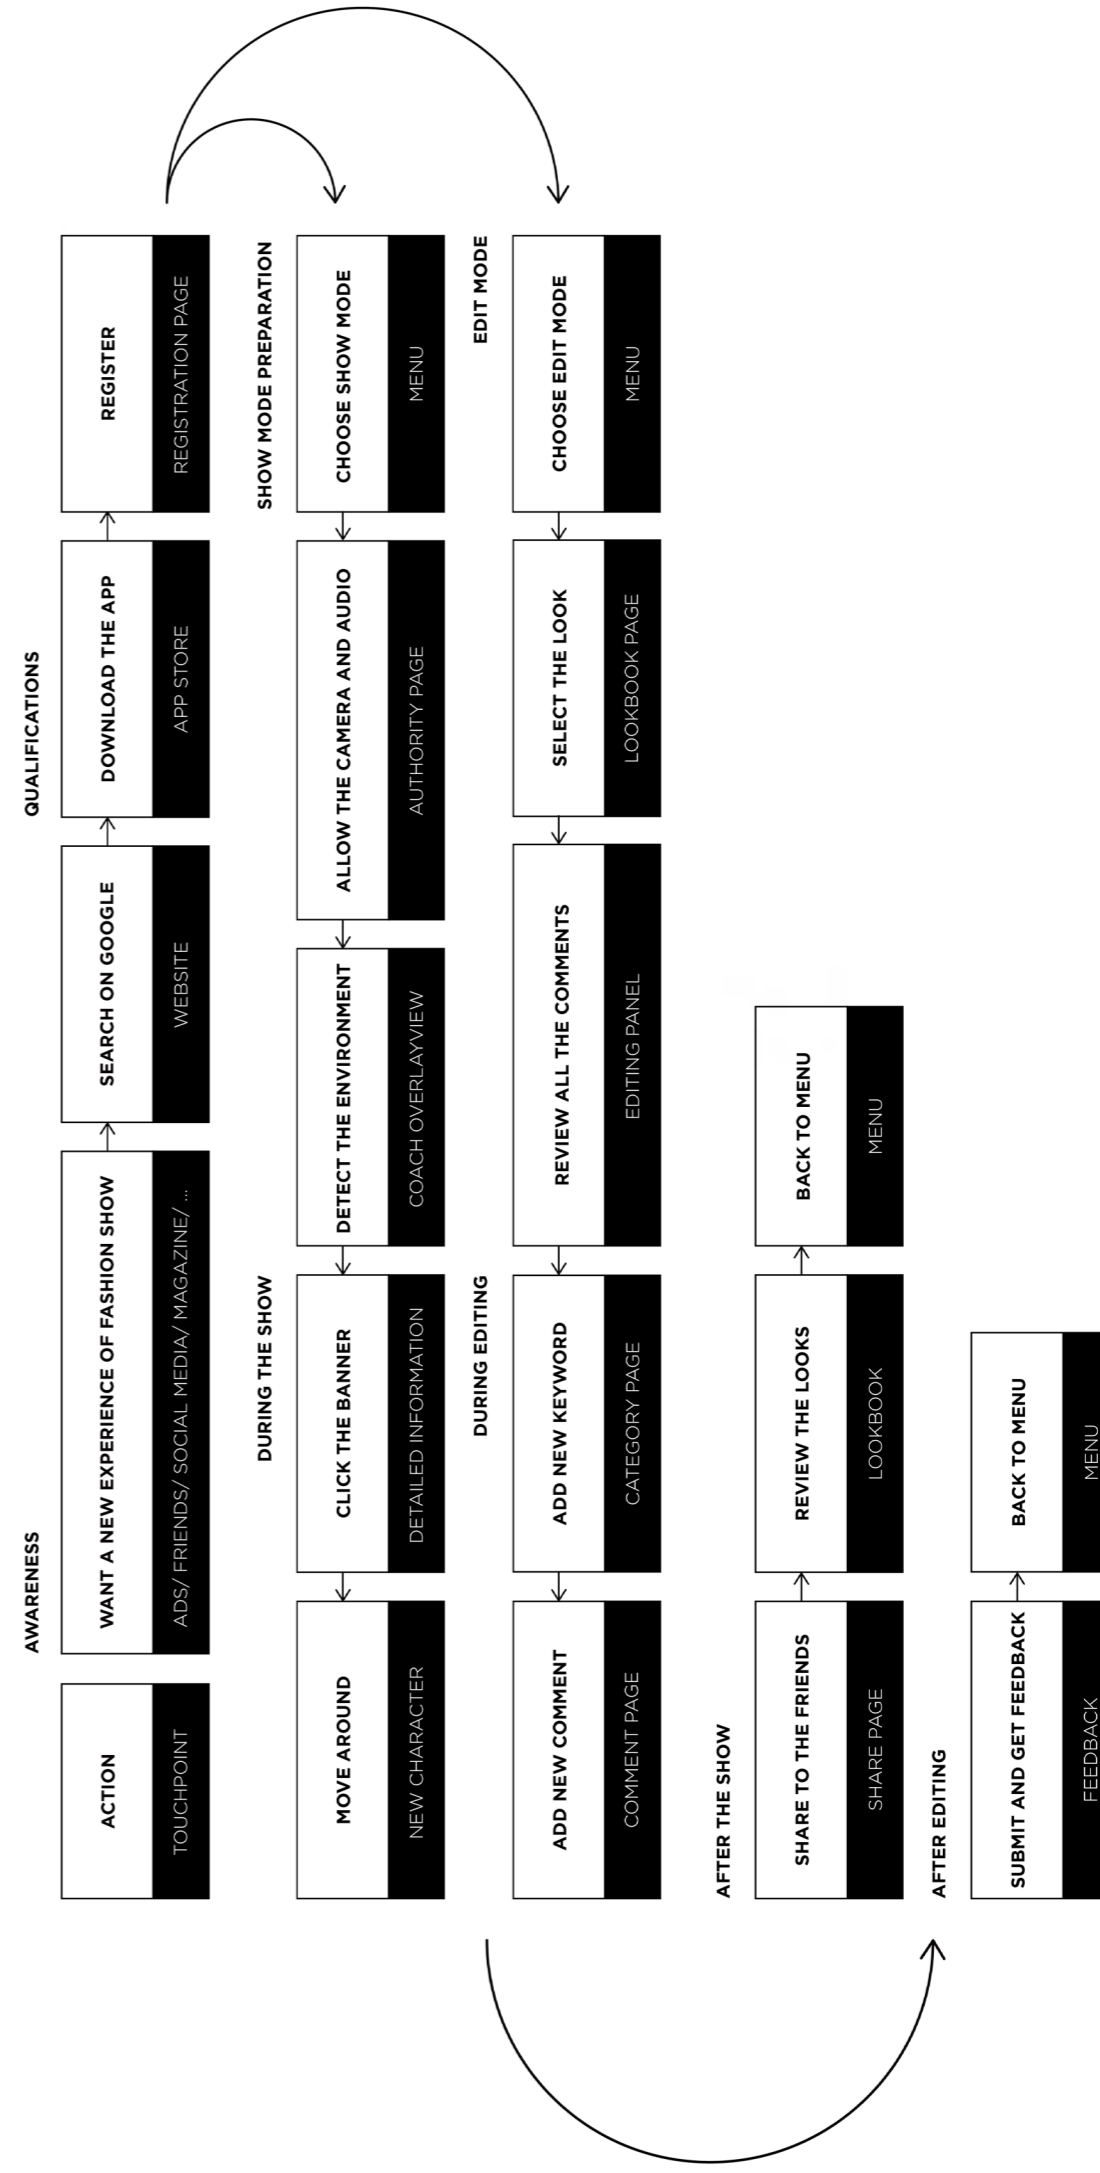 AWARENESS
QUALIFICATIONS
ACTION
TOUCHPOINT
WANT A NEW EXPERIENCE OF FASHION SHOW
ADS/ FRIENDS/ SOCIAL MEDIA/ MAGAZINE/ ...
SEARCH ON GOOGLE
WEBSITE
DOWNLOAD THE APP
APP STORE
REGISTER
REGISTRATION PAGE
DURING THE SHOW
SHOW MODE PREPARATION
MOVE AROUND
NEW CHARACTER
CLICK THE BANNER
DETAILED INFORMATION
DETECT THE ENVIRONMENT
COACH OVERLAYVIEW
ALLOW THE CAMERA AND AUDIO
AUTHORITY PAGE
CHOOSE SHOW MODE
MENU
DURING EDITING
EDIT MODE
ADD NEW COMMENT
COMMENT PAGE
ADD NEW KEYWORD
CATEGORY PAGE
REVIEW ALL THE COMMENTS
EDITING PANEL
SELECT THE LOOK
LOOKBOOK PAGE
CHOOSE EDIT MODE
MENU
AFTER THE SHOW
SHARE TO THE FRIENDS
SHARE PAGE
REVIEW THE LOOKS
LOOKBOOK
BACK TO MENU
MENU
AFTER EDITING
SUBMIT AND GET FEEDBACK
FEEDBACK
BACK TO MENU
MENU